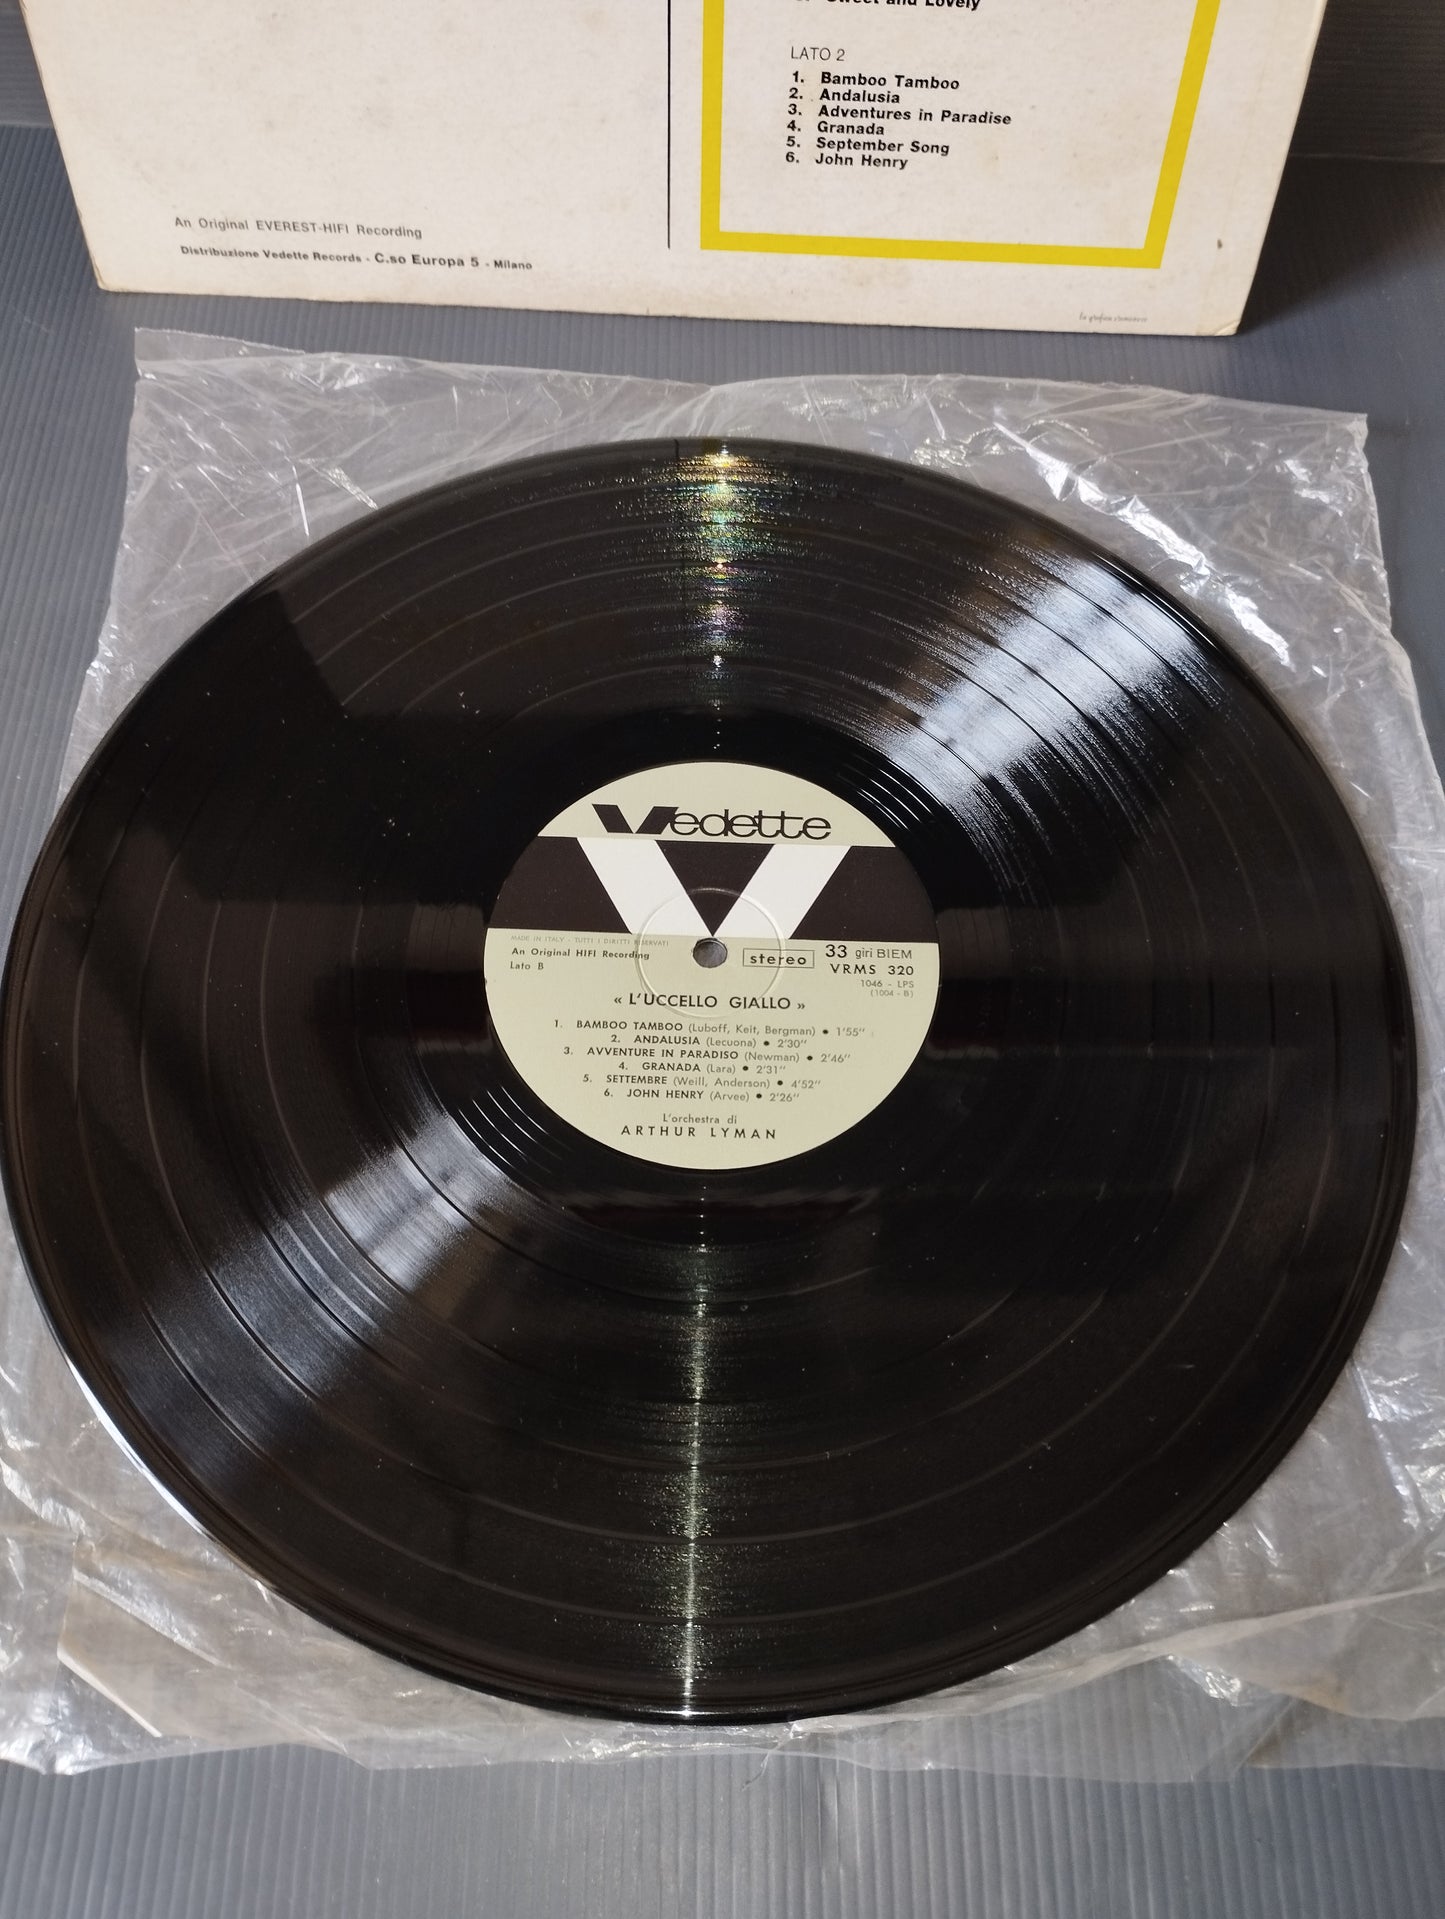 Sweet and Lovely
LATO 2
1. Bamboo Tamboo
2. Andalusia
3. Adventures in Paradise
4. Granada
5. September Song
6. John Henry
An Original EVEREST-HIFI Recording
Distribuzione Vedette Records - C.so Europa 5 - Milano
Vedette
MADE IN ITALY - TUTTI I DIRITTI RISERVATI
An Original HIFI Recording
Lato B
stereo
33 giri BIEM
VRMS 320
1046 - LPS
(1004 - B)
« L'UCCELLO GIALLO »
1. BAMBOO TAMBOO (Luboff, Keit, Bergman) ● 1'55''
2. ANDALUSIA (Lecuona) ● 2'30''
3. AVVENTURE IN PARADISO (Newman) ● 2'46''
4. GRANADA (Lara) ● 2'31''
5. SETTEMBRE (Weill, Anderson) ● 4'52''
6. JOHN HENRY (Arvee) ● 2'26''
L'orchestra di
ARTHUR LYMAN